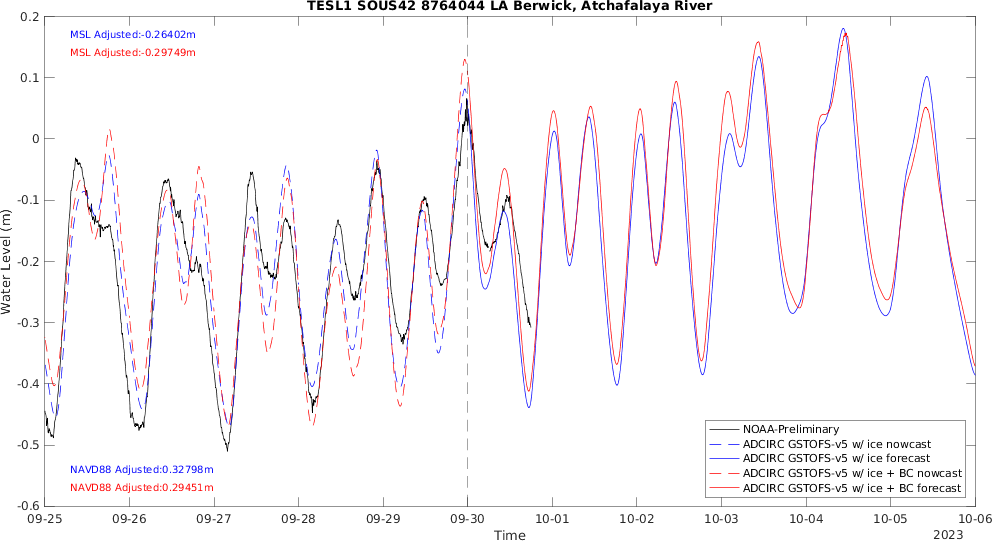 TESL1 SOUS42 8764044 LA Berwick, Atchafalaya River
0.2
0.1
0
-0.1
-0.2
-0.3
-0.4
-0.5
-0.6
Water Level (m)
MSL Adjusted:-0.26402m
MSL Adjusted:-0.29749m
NAVD88 Adjusted:0.32798m
NAVD88 Adjusted:0.29451m
NOAA-Preliminary
ADCIRC GSTOFS-v5 w/ ice nowcast
ADCIRC GSTOFS-v5 w/ ice forecast
ADCIRC GSTOFS-v5 w/ ice + BC nowcast
ADCIRC GSTOFS-v5 w/ ice + BC forecast
09-25 09-26 09-27 09-28 09-29 09-30 10-01 10-02 10-03 10-04 10-05 10-06
Time
2023